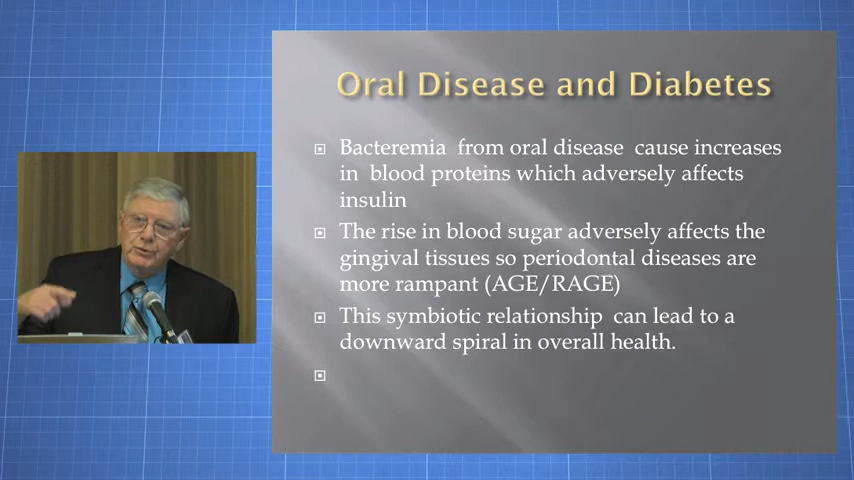 Oral Disease and Diabetes
Bacteremia from oral disease cause increases
in blood proteins which adversely affects
insulin
The rise in blood sugar adversely affects the
gingival tissues so periodontal diseases are
more rampant (AGE/RAGE)
This symbiotic relationship can lead to a
downward spiral in overall health.